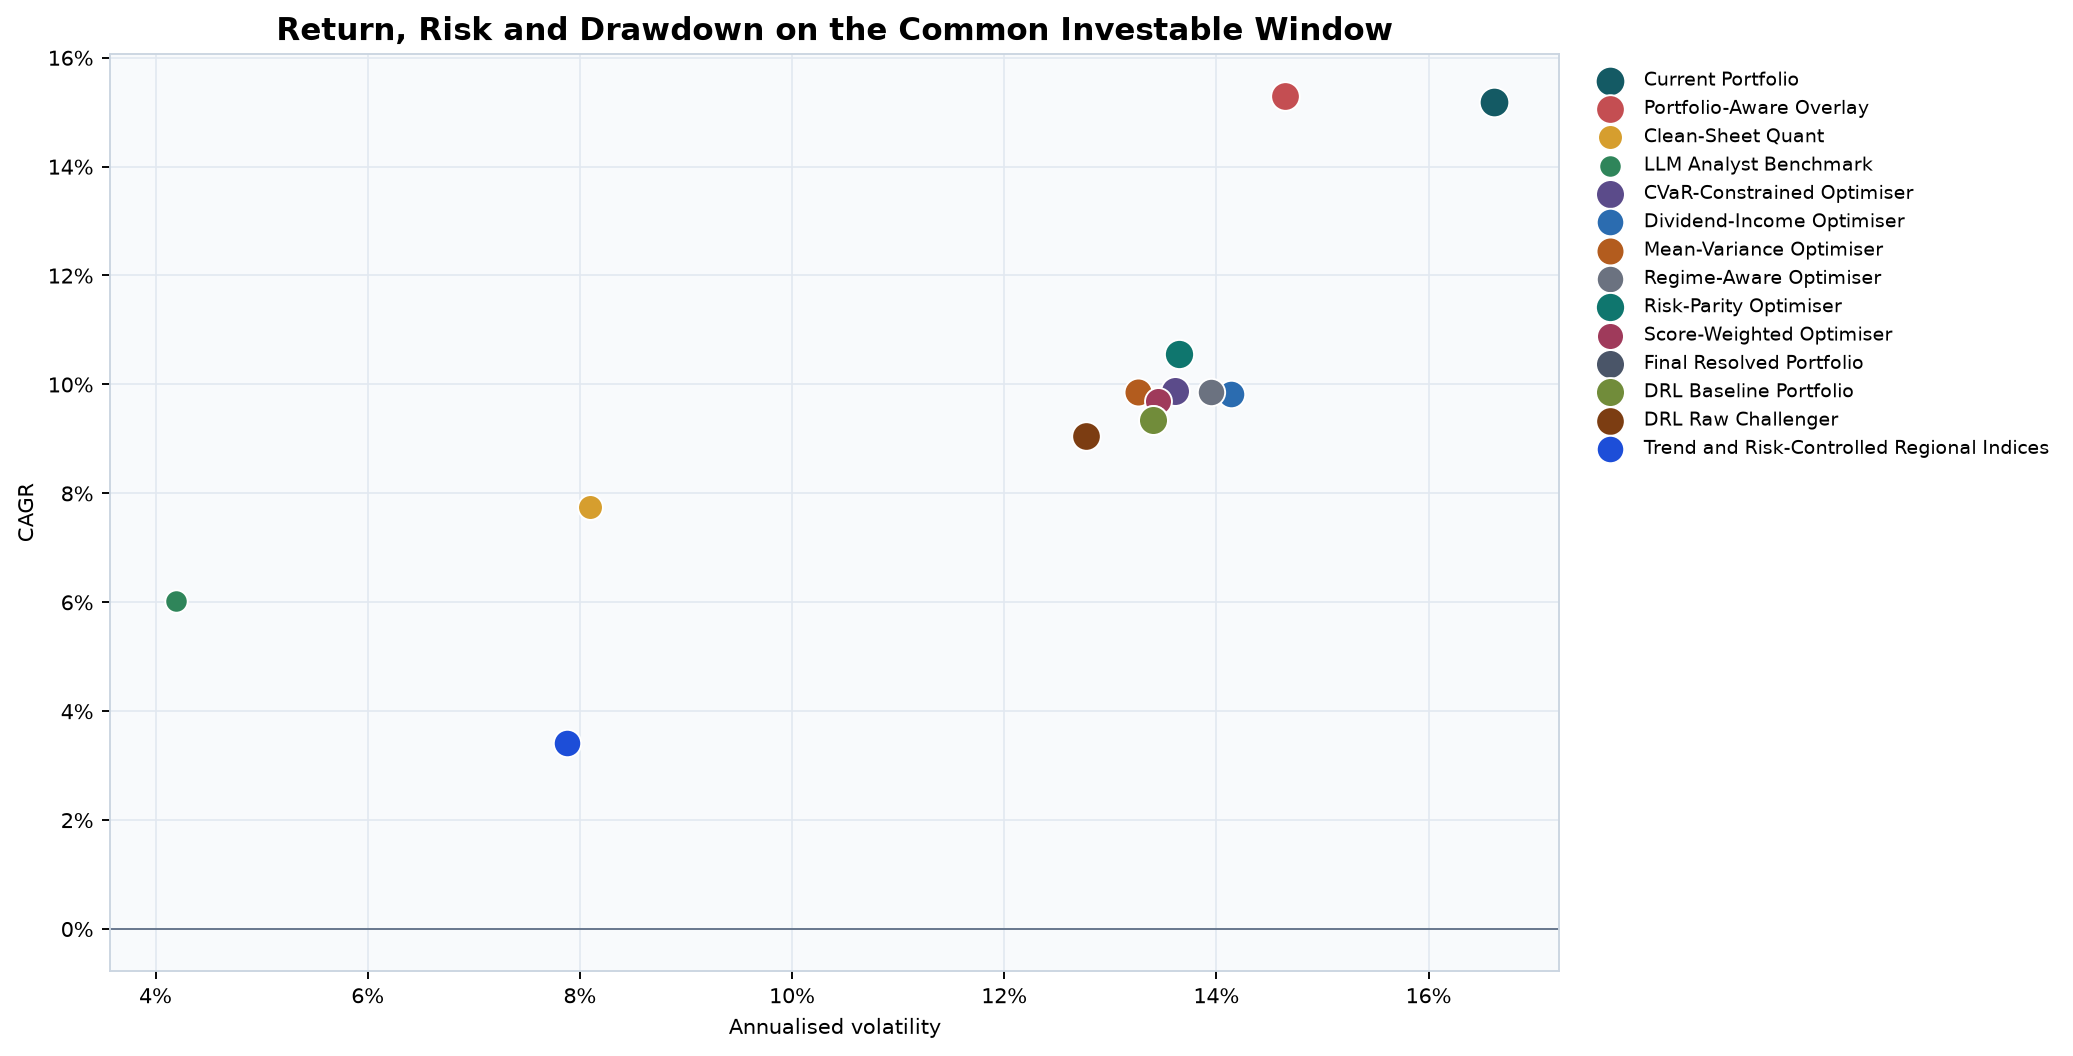 Return, Risk and Drawdown on the Common Investable Window
16%
14%
12%
10%
8%
6%
4%
2%
0%
CAGR
4%
6%
8%
10%
12%
14%
16%
Annualised volatility
Current Portfolio
Portfolio-Aware Overlay
Clean-Sheet Quant
LLM Analyst Benchmark
CVaR-Constrained Optimiser
Dividend-Income Optimiser
Mean-Variance Optimiser
Regime-Aware Optimiser
Risk-Parity Optimiser
Score-Weighted Optimiser
Final Resolved Portfolio
DRL Baseline Portfolio
DRL Raw Challenger
Trend and Risk-Controlled Regional Indices